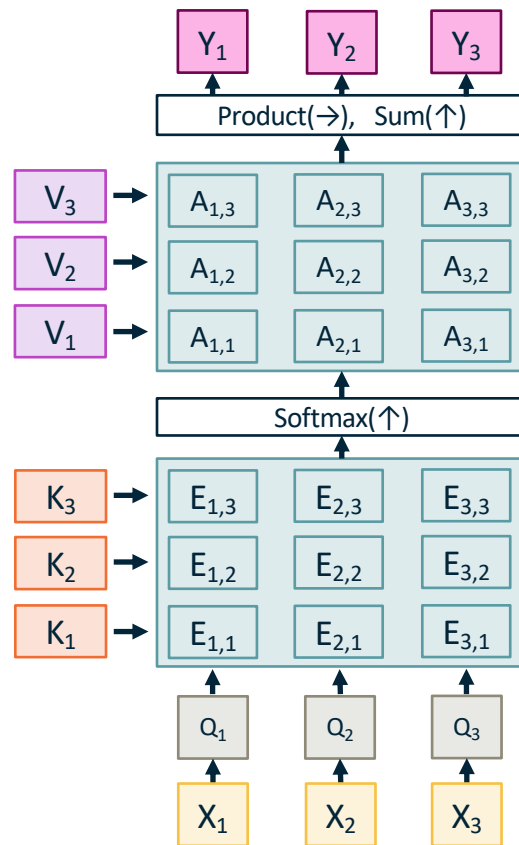 Y1 Y2 Y3
Product(→), Sum(↑)
V3 A1,3 A2,3 A3,3
V2 A1,2 A2,2 A3,2
V1 A1,1 A2,1 A3,1
Softmax(↑)
K3 E1,3 E2,3 E3,3
K2 E1,2 E2,2 E3,2
K1 E1,1 E2,1 E3,1
Q1 Q2 Q3
X1 X2 X3